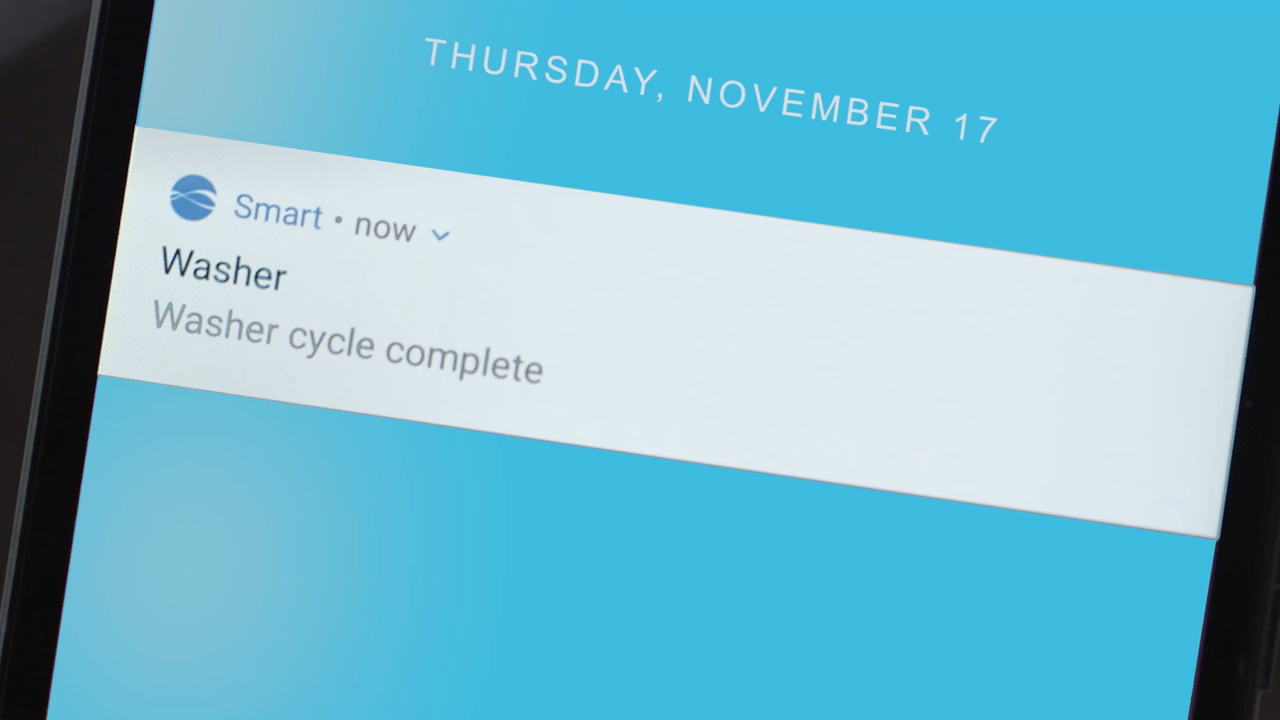 THURSDAY, NOVEMBER 17
Smart • now
Washer
Washer cycle complete